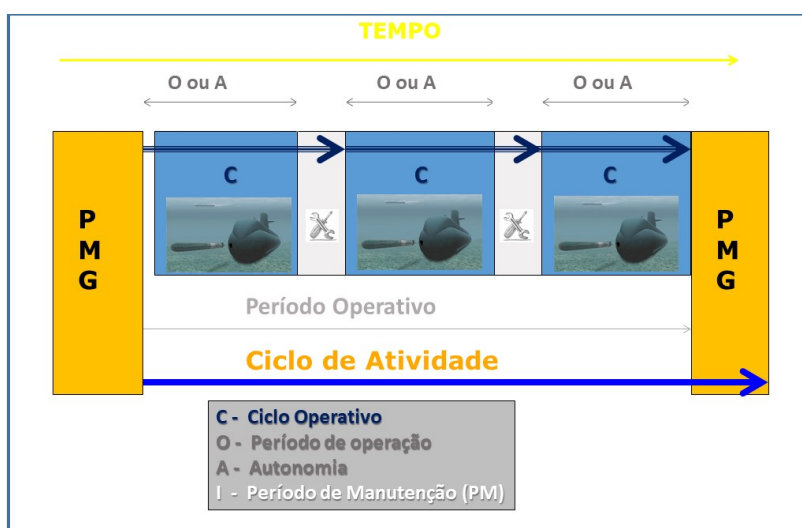 TEMPO
O ou A
O ou A
O ou A
C
C
C
P
M
G
P
M
G
Período Operativo
Ciclo de Atividade
C - Ciclo Operativo
O - Período de operação
A - Autonomia
I - Período de Manutenção (PM)